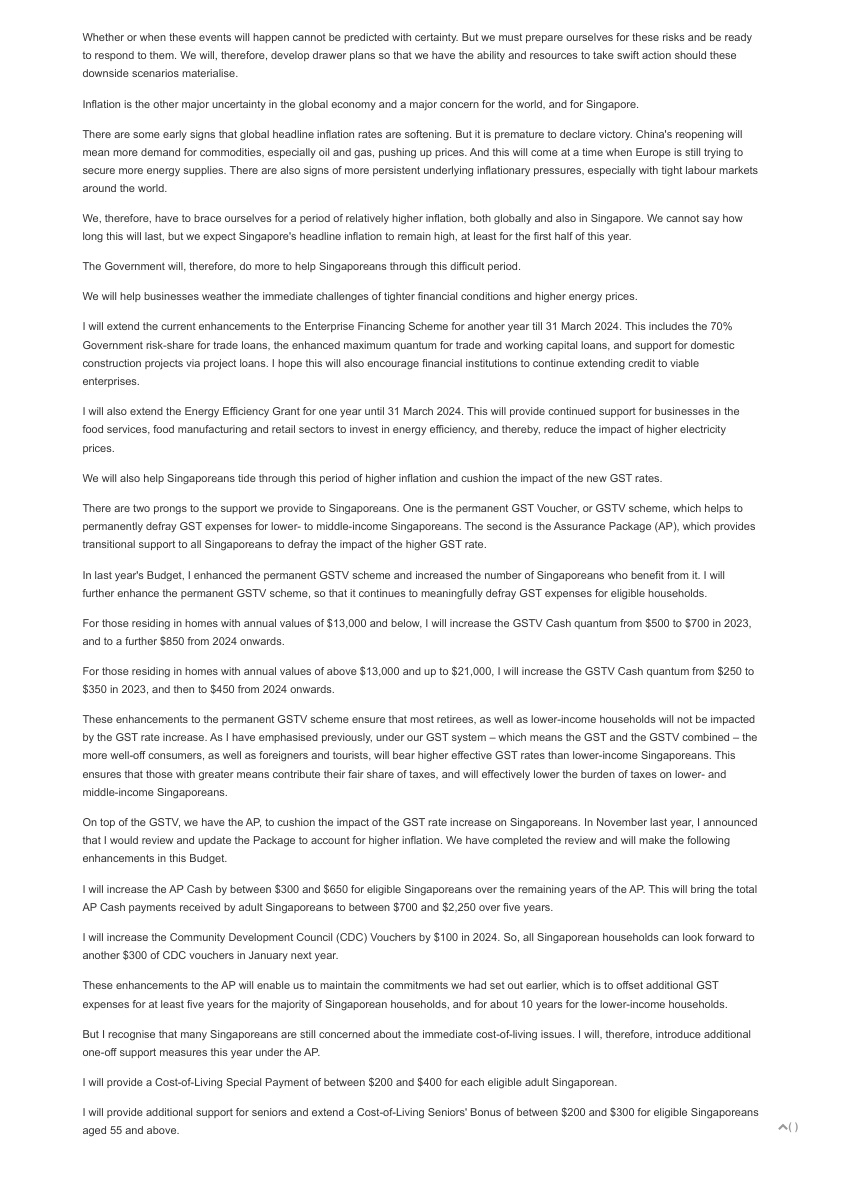 Whether or when these events will happen cannot be predicted with certainty. But we must prepare ourselves for these risks and be ready
to respond to them. We will, therefore, develop drawer plans so that we have the ability and resources to take swift action should these
downside scenarios materialise.
Inflation is the other major uncertainty in the global economy and a major concern for the world, and for Singapore.
There are some early signs that global headline inflation rates are softening. But it is premature to declare victory. China's reopening will
mean more demand for commodities, especially oil and gas, pushing up prices. And this will come at a time when Europe is still trying to
secure more energy supplies. There are also signs of more persistent underlying inflationary pressures, especially with tight labour markets
around the world.
We, therefore, have to brace ourselves for a period of relatively higher inflation, both globally and also in Singapore. We cannot say how
long this will last, but we expect Singapore's headline inflation to remain high, at least for the first half of this year.
The Government will, therefore, do more to help Singaporeans through this difficult period.
We will help businesses weather the immediate challenges of tighter financial conditions and higher energy prices.
I will extend the current enhancements to the Enterprise Financing Scheme for another year till 31 March 2024. This includes the 70%
Government risk-share for trade loans, the enhanced maximum quantum for trade and working capital loans, and support for domestic
construction projects via project loans. I hope this will also encourage financial institutions to continue extending credit to viable
enterprises.
I will also extend the Energy Efficiency Grant for one year until 31 March 2024. This will provide continued support for businesses in the
food services, food manufacturing and retail sectors to invest in energy efficiency, and thereby, reduce the impact of higher electricity
prices.
We will also help Singaporeans tide through this period of higher inflation and cushion the impact of the new GST rates.
There are two prongs to the support we provide to Singaporeans. One is the permanent GST Voucher, or GSTV scheme, which helps to
permanently defray GST expenses for lower- to middle-income Singaporeans. The second is the Assurance Package (AP), which provides
transitional support to all Singaporeans to defray the impact of the higher GST rate.
In last year's Budget, I enhanced the permanent GSTV scheme and increased the number of Singaporeans who benefit from it. I will
further enhance the permanent GSTV scheme, so that it continues to meaningfully defray GST expenses for eligible households.
For those residing in homes with annual values of $13,000 and below, I will increase the GSTV Cash quantum from $500 to $700 in 2023,
and to a further $850 from 2024 onwards.
For those residing in homes with annual values of above $13,000 and up to $21,000, I will increase the GSTV Cash quantum from $250 to
$350 in 2023, and then to $450 from 2024 onwards.
These enhancements to the permanent GSTV scheme ensure that most retirees, as well as lower-income households will not be impacted
by the GST rate increase. As I have emphasised previously, under our GST system – which means the GST and the GSTV combined – the
more well-off consumers, as well as foreigners and tourists, will bear higher effective GST rates than lower-income Singaporeans. This
ensures that those with greater means contribute their fair share of taxes, and will effectively lower the burden of taxes on lower- and
middle-income Singaporeans.
On top of the GSTV, we have the AP, to cushion the impact of the GST rate increase on Singaporeans. In November last year, I announced
that I would review and update the Package to account for higher inflation. We have completed the review and will make the following
enhancements in this Budget.
I will increase the AP Cash by between $300 and $650 for eligible Singaporeans over the remaining years of the AP. This will bring the total
AP Cash payments received by adult Singaporeans to between $700 and $2,250 over five years.
I will increase the Community Development Council (CDC) Vouchers by $100 in 2024. So, all Singaporean households can look forward to
another $300 of CDC vouchers in January next year.
These enhancements to the AP will enable us to maintain the commitments we had set out earlier, which is to offset additional GST
expenses for at least five years for the majority of Singaporean households, and for about 10 years for the lower-income households.
But I recognise that many Singaporeans are still concerned about the immediate cost-of-living issues. I will, therefore, introduce additional
one-off support measures this year under the AP.
I will provide a Cost-of-Living Special Payment of between $200 and $400 for each eligible adult Singaporean.
I will provide additional support for seniors and extend a Cost-of-Living Seniors' Bonus of between $200 and $300 for eligible Singaporeans
aged 55 and above.
( )